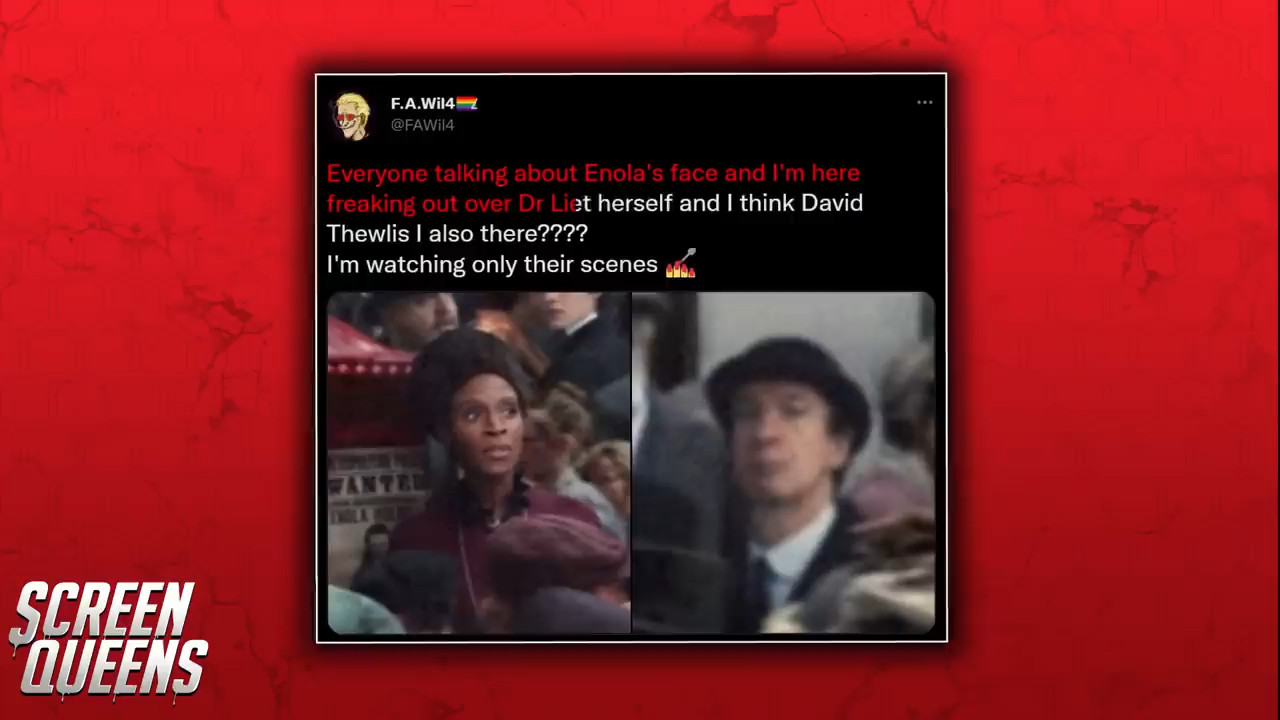 F.A.Wil4
@FAWil4
Everyone talking about Enola's face and I'm here
freaking out over Dr Liet herself and I think David
Thewlis I also there????
I'm watching only their scenes
WANTED
SCREEN
QUEENS